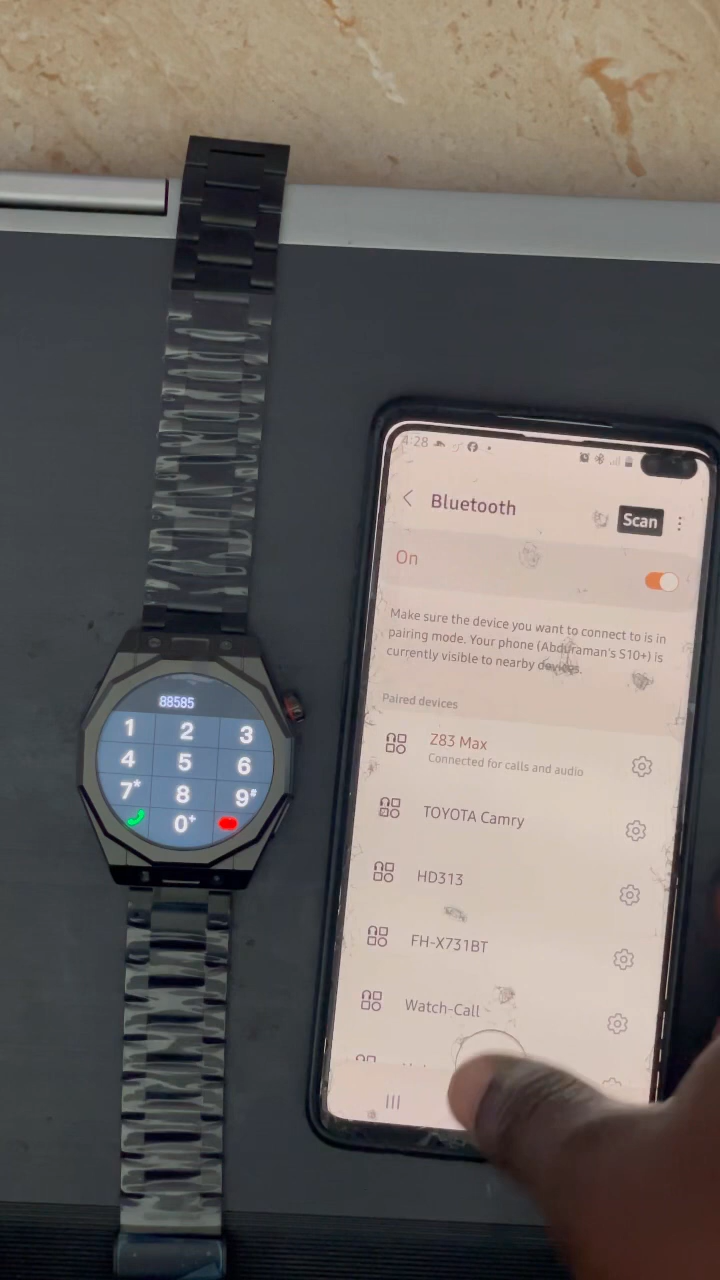 88585
1 2 3
4 5 6
7* 8 9#
0+
4:28
Bluetooth
Scan
On
Make sure the device you want to connect to is in
pairing mode. Your phone (Abduraman's S10+) is
currently visible to nearby devices.
Paired devices
Z83 Max
Connected for calls and audio
TOYOTA Camry
HD313
FH-X731BT
Watch-Call